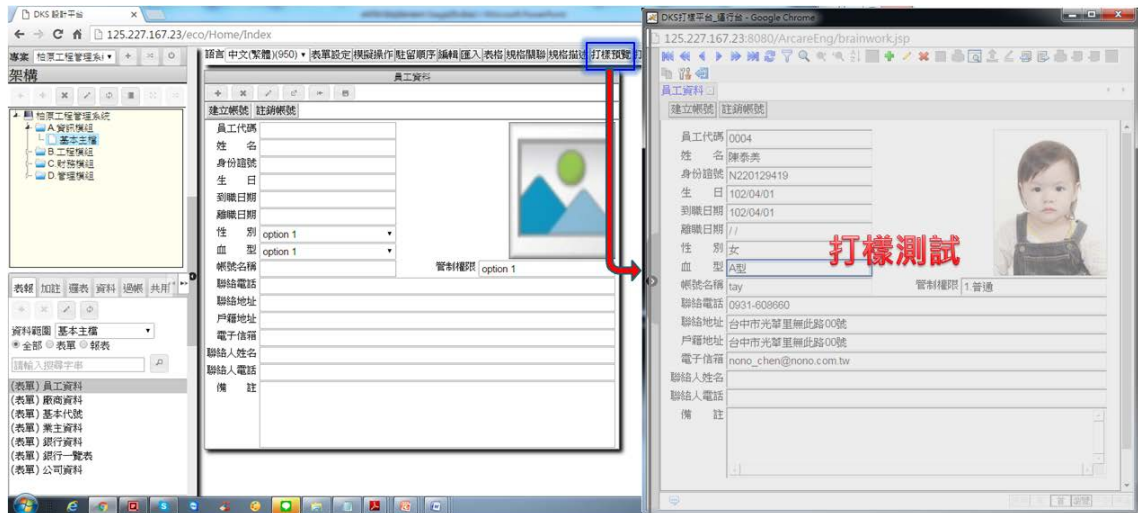 DKS 設計平台
125.227.167.23/eco/Home/Index
專案 柏原工程管理系
架構
柏原工程管理系統
A.資訊模組
基本主檔
B.工程模組
C.財務模組
D.管理模組
表報 加註 邏表 資料 過帳 共用
資料範圍 基本主檔
全部 表單 報表
請輸入搜尋字串
(表單) 員工資料
(表單) 廠商資料
(表單) 基本代號
(表單) 業主資料
(表單) 銀行資料
(表單) 銀行一覽表
(表單) 公司資料
語言 中文(繁體)(950) 表單設定 模擬操作 駐留順序 編輯 匯入 表格 規格關聯 規格描述 打樣預覽
員工資料
建立帳號 註銷帳號
員工代碼
姓 名
身份證號
生 日
到職日期
離職日期
性 別 option 1
血 型 option 1
帳號名稱 管制權限 option 1
聯絡電話
聯絡地址
戶籍地址
電子信箱
聯絡人姓名
聯絡人電話
備 註
DKS打樣平台_運行台 - Google Chrome
125.227.167.23:8080/ArcareEng/brainwork.jsp
員工資料
建立帳號 註銷帳號
員工代碼 0004
姓 名 陳泰美
身份證號 N220129419
生 日 102/04/01
到職日期 102/04/01
離職日期 / /
性 別 女
血 型 A型
打樣測試
帳號名稱 tay 管制權限 1.普通
聯絡電話 0931-608660
聯絡地址 台中市光華里無此路00號
戶籍地址 台中市光華里無此路00號
電子信箱 nono_chen@nono.com.tw
聯絡人姓名
聯絡人電話
備 註